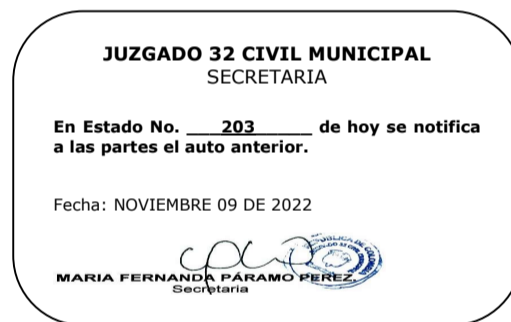 JUZGADO 32 CIVIL MUNICIPAL
SECRETARIA
En Estado No. ___203______ de hoy se notifica
a las partes el auto anterior.
Fecha: NOVIEMBRE 09 DE 2022
MARIA FERNANDA PÁRAMO PEREZ.
Secretaria